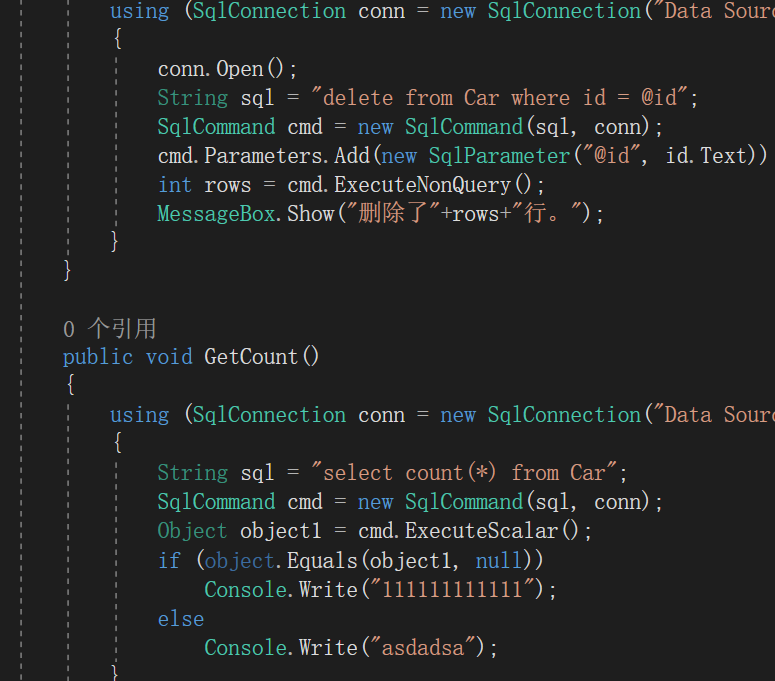 using (SqlConnection conn = new SqlConnection("Data Sour
{
conn.Open();
String sql = "delete from Car where id = @id";
SqlCommand cmd = new SqlCommand(sql, conn);
cmd.Parameters.Add(new SqlParameter("@id", id.Text))
int rows = cmd.ExecuteNonQuery();
MessageBox.Show("删除了"+rows+"行。");
}
}
0 个引用
public void GetCount()
{
using (SqlConnection conn = new SqlConnection("Data Sour
{
String sql = "select count(*) from Car";
SqlCommand cmd = new SqlCommand(sql, conn);
Object object1 = cmd.ExecuteScalar();
if (object.Equals(object1, null))
Console.Write("111111111111");
else
Console.Write("asdadsa");
}